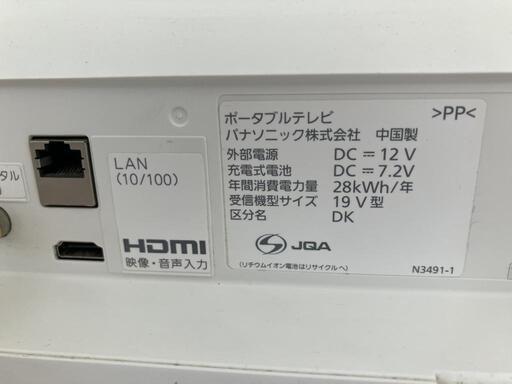 タル
LAN
(10/100)
HDMI
映像・音声入力
ポータブルテレビ >PP<
パナソニック株式会社 中国製
外部電源 DC ⎓ 12 V
充電式電池 DC ⎓ 7.2V
年間消費電力量 28kWh/年
受信機型サイズ 19 V 型
区分名 DK
JQA
(リチウムイオン電池はリサイクルへ)
N3491-1